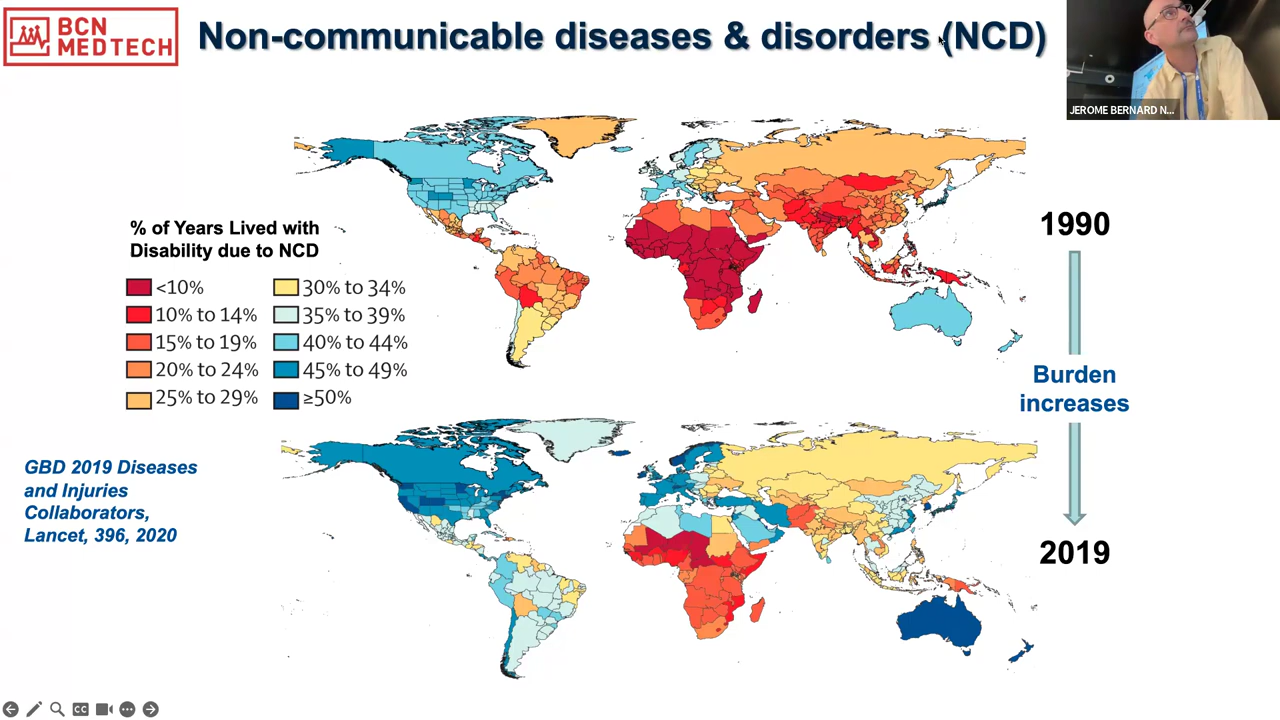 BCN
MEDTECH
Non-communicable diseases & disorders (NCD)
JEROME BERNARD N...
% of Years Lived with
Disability due to NCD
<10%
10% to 14%
15% to 19%
20% to 24%
25% to 29%
30% to 34%
35% to 39%
40% to 44%
45% to 49%
≥50%
1990
Burden
increases
2019
GBD 2019 Diseases
and Injuries
Collaborators,
Lancet, 396, 2020
CC